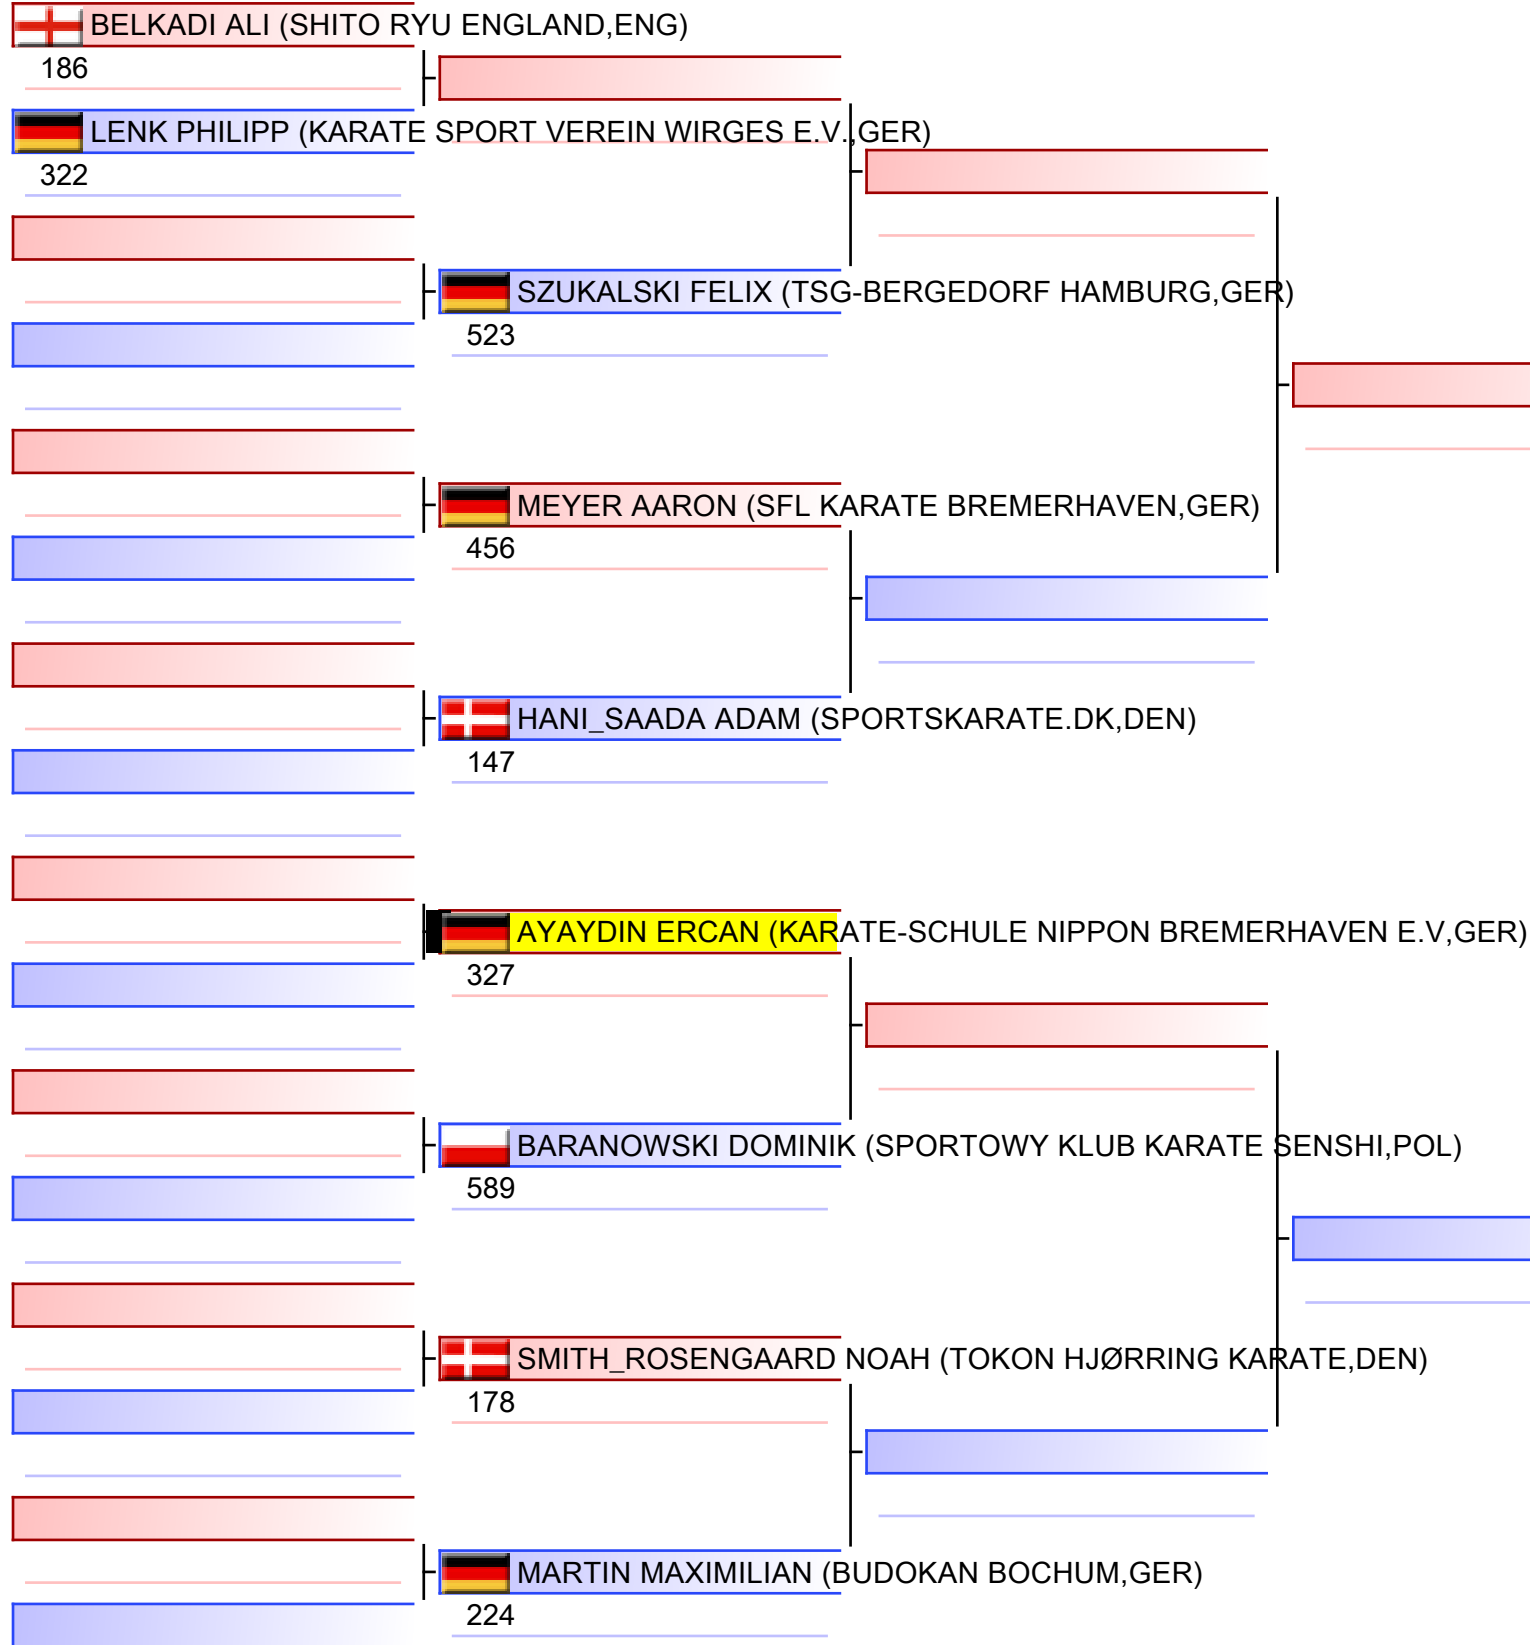 BELKADI ALI (SHITO RYU ENGLAND,ENG)
186
LENK PHILIPP (KARATE SPORT VEREIN WIRGES E.V.,GER)
322
SZUKALSKI FELIX (TSG-BERGEDORF HAMBURG,GER)
523
MEYER AARON (SFL KARATE BREMERHAVEN,GER)
456
HANI_SAADA ADAM (SPORTSKARATE.DK,DEN)
147
AYAYDIN ERCAN (KARATE-SCHULE NIPPON BREMERHAVEN E.V,GER)
327
BARANOWSKI DOMINIK (SPORTOWY KLUB KARATE SENSHI,POL)
589
SMITH_ROSENGAARD NOAH (TOKON HJØRRING KARATE,DEN)
178
MARTIN MAXIMILIAN (BUDOKAN BOCHUM,GER)
224